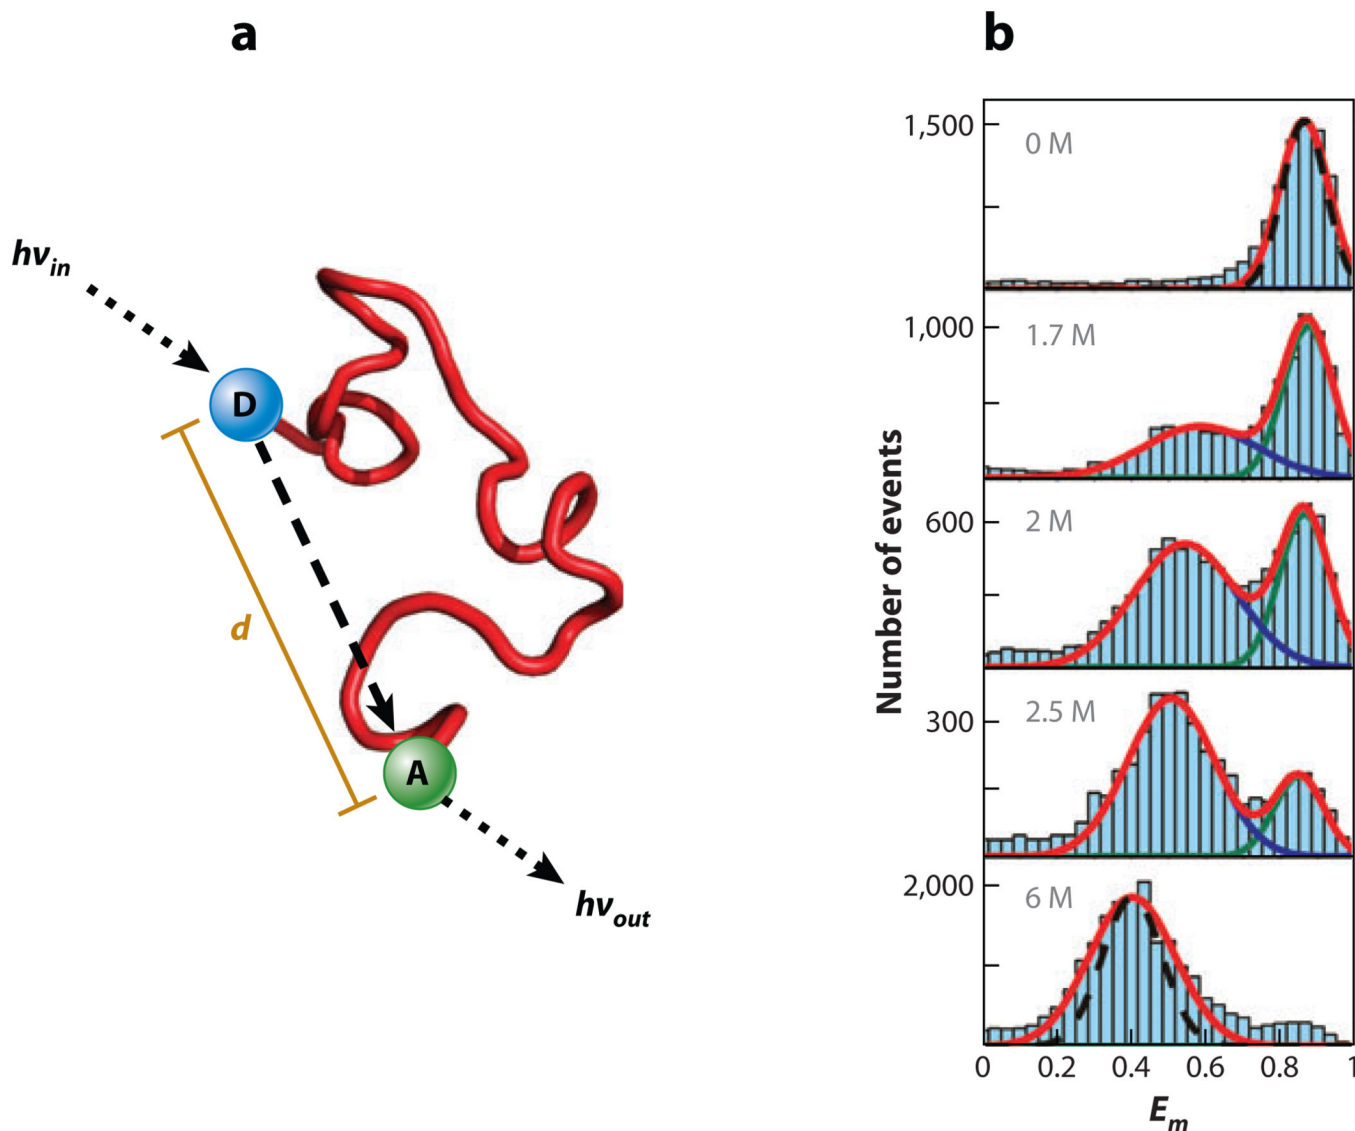 a
hν_in
D
d
A
hν_out
b
Number of events
1,500
0 M
1,000
1.7 M
600
2 M
300
2.5 M
2,000
6 M
0 0.2 0.4 0.6 0.8 1
E_m